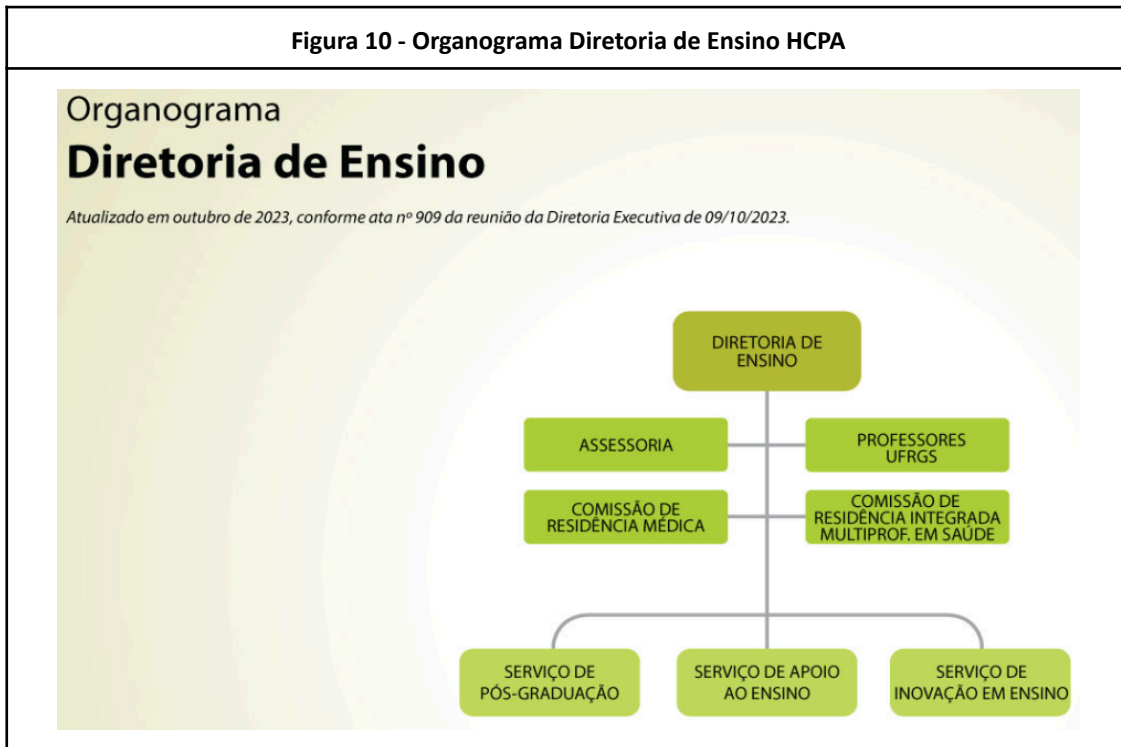 Figura 10 - Organograma Diretoria de Ensino HCPA
Organograma
Diretoria de Ensino
Atualizado em outubro de 2023, conforme ata nº 909 da reunião da Diretoria Executiva de 09/10/2023.
DIRETORIA DE
ENSINO
ASSESSORIA
PROFESSORES
UFRGS
COMISSÃO DE
RESIDÊNCIA MÉDICA
COMISSÃO DE
RESIDÊNCIA INTEGRADA
MULTIPROF. EM SAÚDE
SERVIÇO DE
PÓS-GRADUAÇÃO
SERVIÇO DE APOIO
AO ENSINO
SERVIÇO DE
INOVAÇÃO EM ENSINO